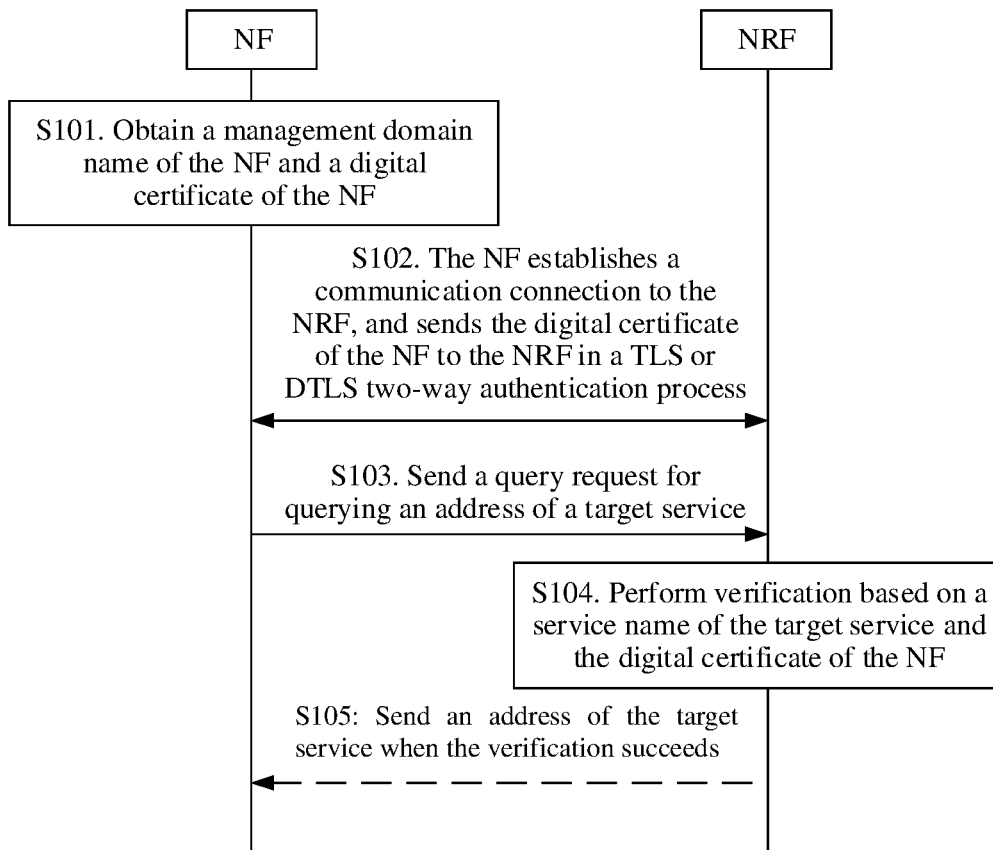 NF
NRF
S101. Obtain a management domain
name of the NF and a digital
certificate of the NF
S102. The NF establishes a
communication connection to the
NRF, and sends the digital certificate
of the NF to the NRF in a TLS or
DTLS two-way authentication process
S103. Send a query request for
querying an address of a target service
S104. Perform verification based on a
service name of the target service and
the digital certificate of the NF
S105: Send an address of the target
service when the verification succeeds